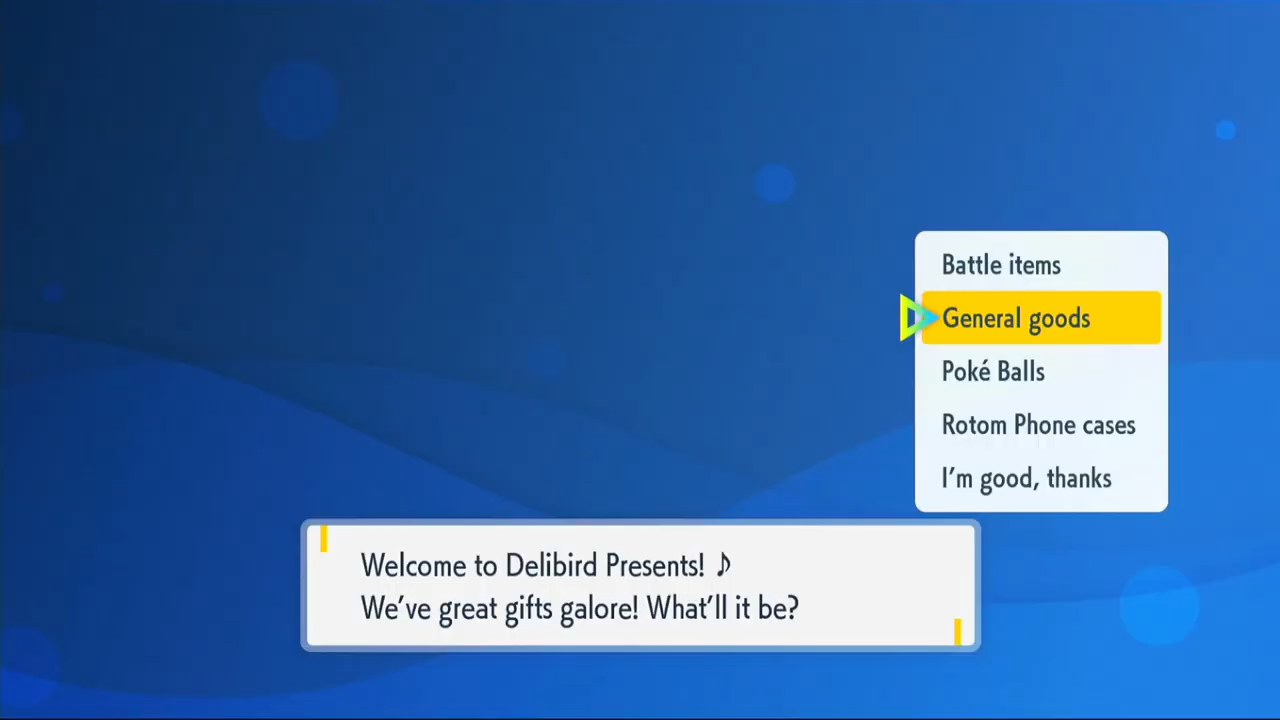 Battle items
General goods
Poké Balls
Rotom Phone cases
I'm good, thanks
Welcome to Delibird Presents! ♪
We've great gifts galore! What'll it be?